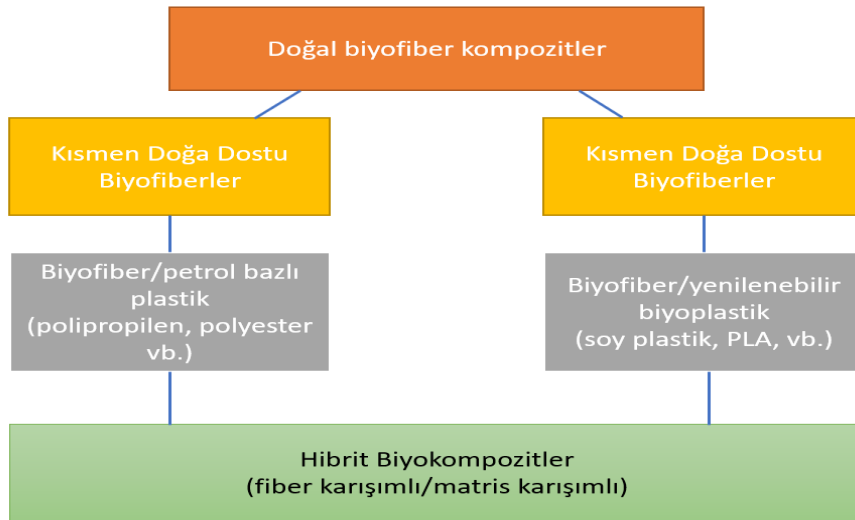 Doğal biyofiber kompozitler
Kısmen Doğa Dostu
Biyofiberler
Kısmen Doğa Dostu
Biyofiberler
Biyofiber/petrol bazlı
plastik
(polipropilen, polyester
vb.)
Biyofiber/yenilenebilir
biyoplastik
(soy plastik, PLA, vb.)
Hibrit Biyokompozitler
(fiber karışımlı/matris karışımlı)